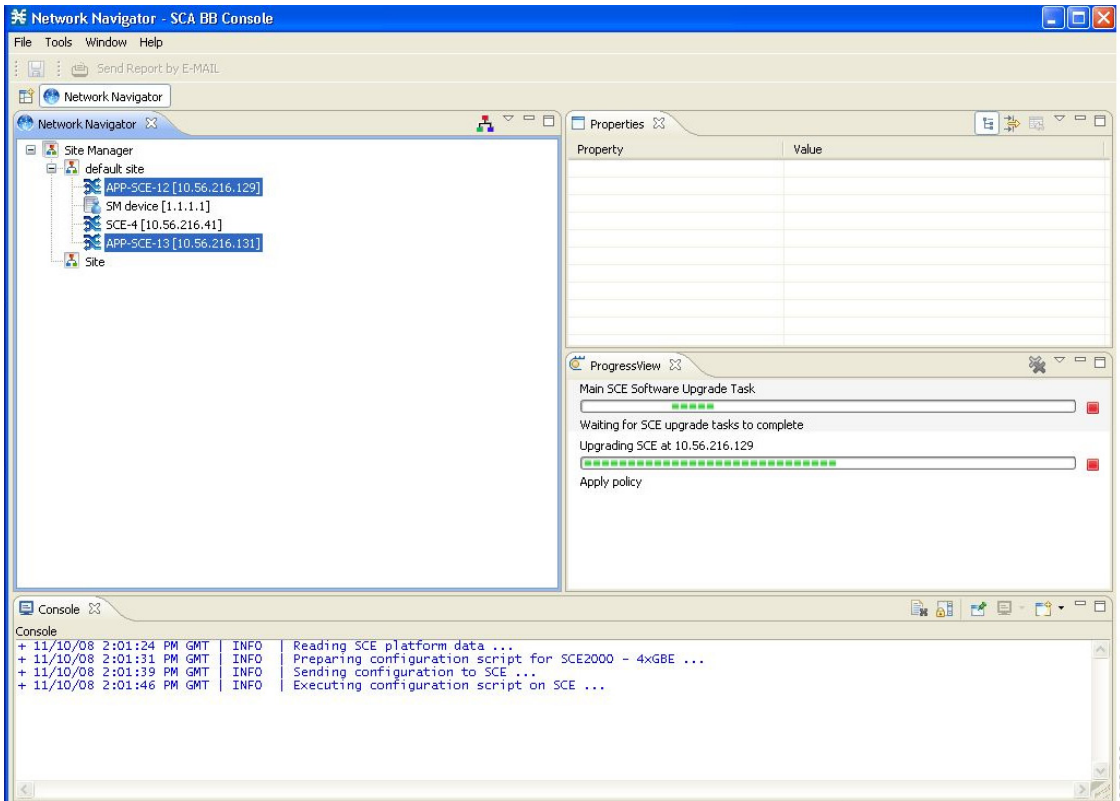 Network Navigator - SCA BB Console
File Tools Window Help
Send Report by E-MAIL
Network Navigator
Network Navigator
Site Manager
default site
APP-SCE-12 [10.56.216.129]
SM device [1.1.1.1]
SCE-4 [10.56.216.41]
APP-SCE-13 [10.56.216.131]
Site
Properties
Property Value
ProgressView
Main SCE Software Upgrade Task
Waiting for SCE upgrade tasks to complete
Upgrading SCE at 10.56.216.129
Apply policy
Console
Console
+ 11/10/08 2:01:24 PM GMT | INFO | Reading SCE platform data ...
+ 11/10/08 2:01:31 PM GMT | INFO | Preparing configuration script for SCE2000 - 4xGBE ...
+ 11/10/08 2:01:39 PM GMT | INFO | Sending configuration to SCE ...
+ 11/10/08 2:01:46 PM GMT | INFO | Executing configuration script on SCE ...